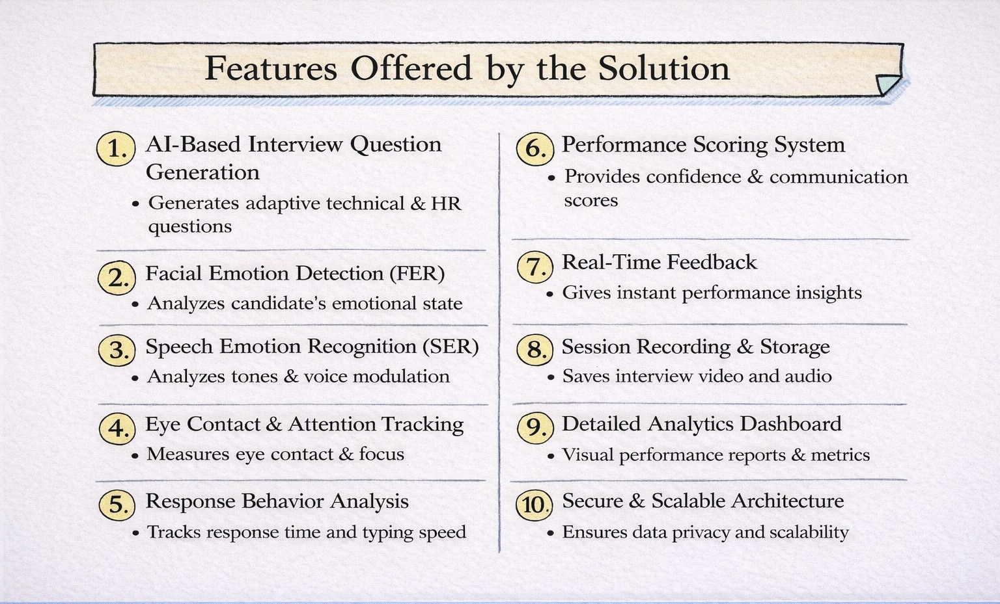 Features Offered by the Solution
1. AI-Based Interview Question
Generation
• Generates adaptive technical & HR
questions
2. Facial Emotion Detection (FER)
• Analyzes candidate's emotional state
3. Speech Emotion Recognition (SER)
• Analyzes tones & voice modulation
4. Eye Contact & Attention Tracking
• Measures eye contact & focus
5. Response Behavior Analysis
• Tracks response time and typing speed
6. Performance Scoring System
• Provides confidence & communication
scores
7. Real-Time Feedback
• Gives instant performance insights
8. Session Recording & Storage
• Saves interview video and audio
9. Detailed Analytics Dashboard
• Visual performance reports & metrics
10. Secure & Scalable Architecture
• Ensures data privacy and scalability